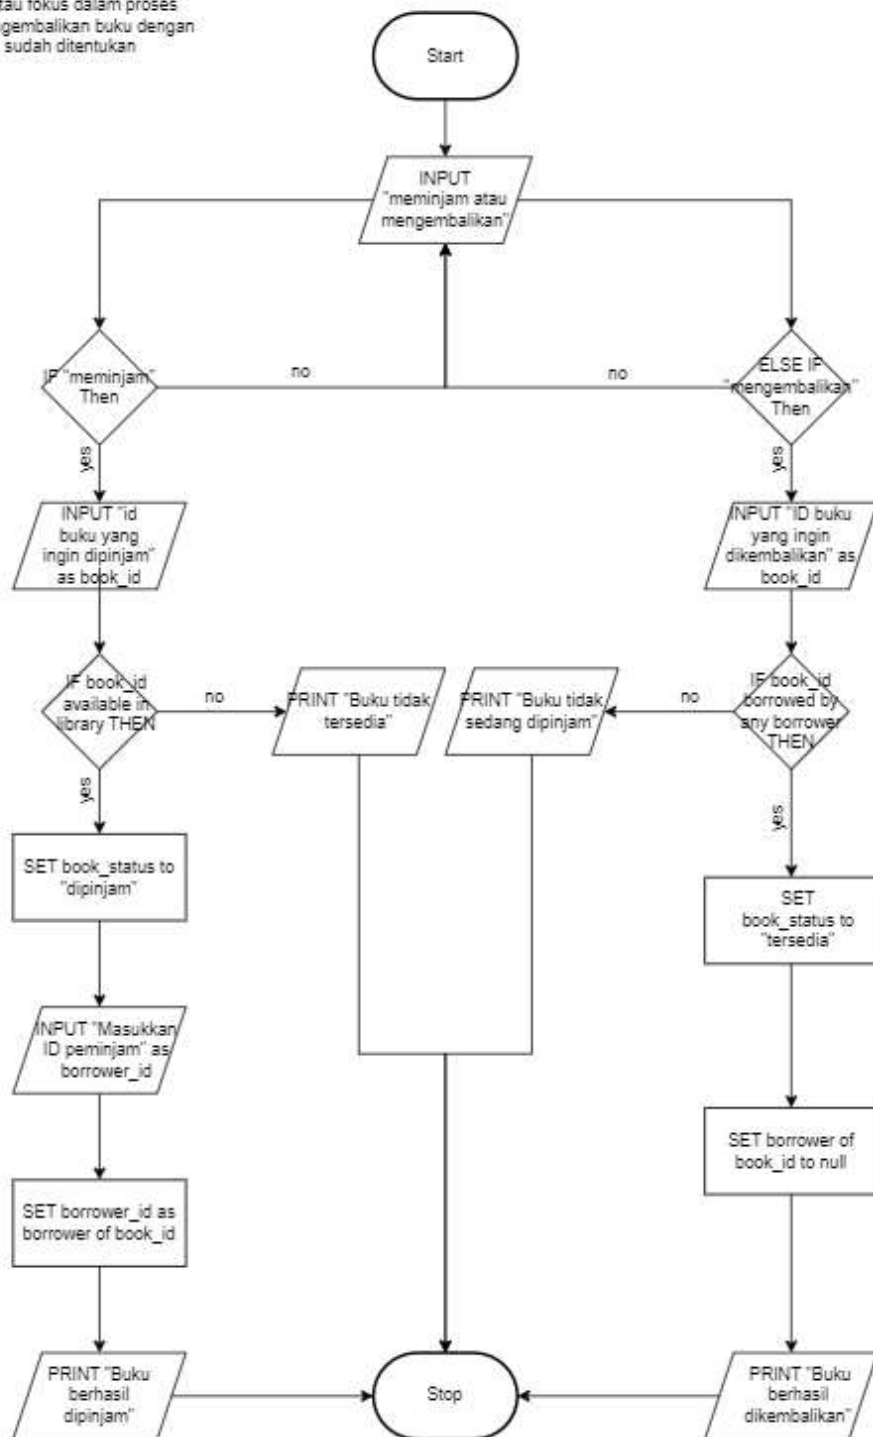 tau fokus dalam proses
gembalikan buku dengan
sudah ditentukan
Start
INPUT
"meminjam atau
mengembalikan"
IF "meminjam"
Then
no
no
ELSE IF
"mengembalikan"
Then
yes
yes
INPUT "id
buku yang
ingin dipinjam"
as book_id
INPUT "ID buku
yang ingin
dikembalikan" as
book_id
IF book_id
available in
library THEN
no
PRINT "Buku tidak
tersedia"
PRINT "Buku tidak
sedang dipinjam"
no
IF book_id
borrowed by
any borrower
THEN
yes
yes
SET book_status to
"dipinjam"
SET
book_status to
"tersedia"
INPUT "Masukkan
ID peminjam" as
borrower_id
SET borrower of
book_id to null
SET borrower_id as
borrower of book_id
PRINT "Buku
berhasil
dipinjam"
Stop
PRINT "Buku
berhasil
dikembalikan"